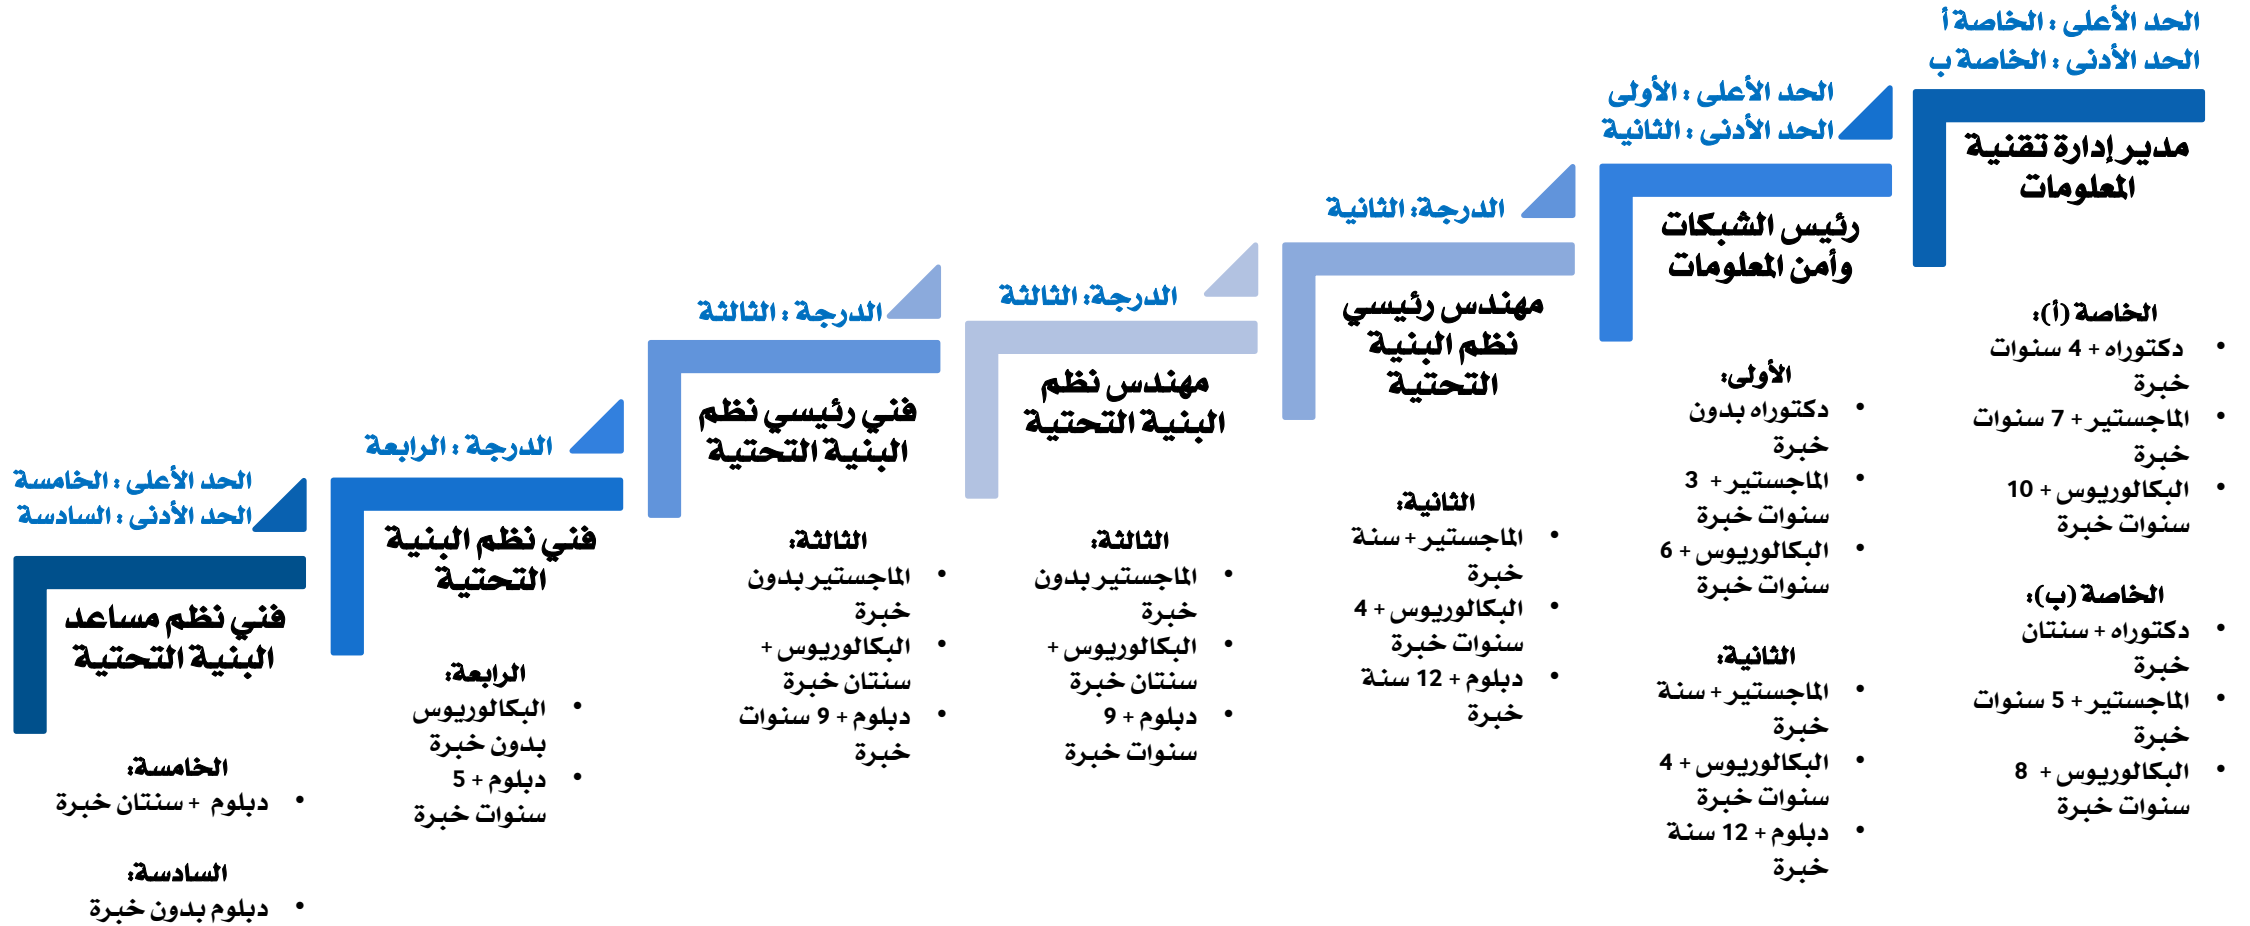 الحد الأعلى : الخاصة أ
الحد الأدنى : الخاصة ب
مدير إدارة تقنية
المعلومات
الخاصة (أ):
• دكتوراه + 4 سنوات
خبرة
• الماجستير + 7 سنوات
خبرة
• البكالوريوس + 10
سنوات خبرة
الخاصة (ب):
• دكتوراه + سنتان
خبرة
• الماجستير + 5 سنوات
خبرة
• البكالوريوس + 8
سنوات خبرة
الحد الأعلى : الأولى
الحد الأدنى : الثانية
رئيس الشبكات
وأمن المعلومات
الأولى:
• دكتوراه بدون
خبرة
• الماجستير + 3
سنوات خبرة
• البكالوريوس + 6
سنوات خبرة
الثانية:
• الماجستير + سنة
خبرة
• البكالوريوس + 4
سنوات خبرة
• دبلوم + 12 سنة
خبرة
الدرجة: الثانية
مهندس رئيسي
نظم البنية
التحتية
الثانية:
• الماجستير + سنة
خبرة
• البكالوريوس + 4
سنوات خبرة
• دبلوم + 12 سنة
خبرة
الدرجة: الثالثة
مهندس نظم
البنية التحتية
الثالثة:
• الماجستير بدون
خبرة
• البكالوريوس +
سنتان خبرة
• دبلوم + 9
سنوات خبرة
الدرجة : الثالثة
فني رئيسي نظم
البنية التحتية
الثالثة:
• الماجستير بدون
خبرة
• البكالوريوس +
سنتان خبرة
• دبلوم + 9 سنوات
خبرة
الدرجة : الرابعة
فني نظم البنية
التحتية
الرابعة:
• البكالوريوس
بدون خبرة
• دبلوم + 5
سنوات خبرة
الحد الأعلى : الخامسة
الحد الأدنى : السادسة
فني نظم مساعد
البنية التحتية
الخامسة:
• دبلوم + سنتان خبرة
السادسة:
• دبلوم بدون خبرة